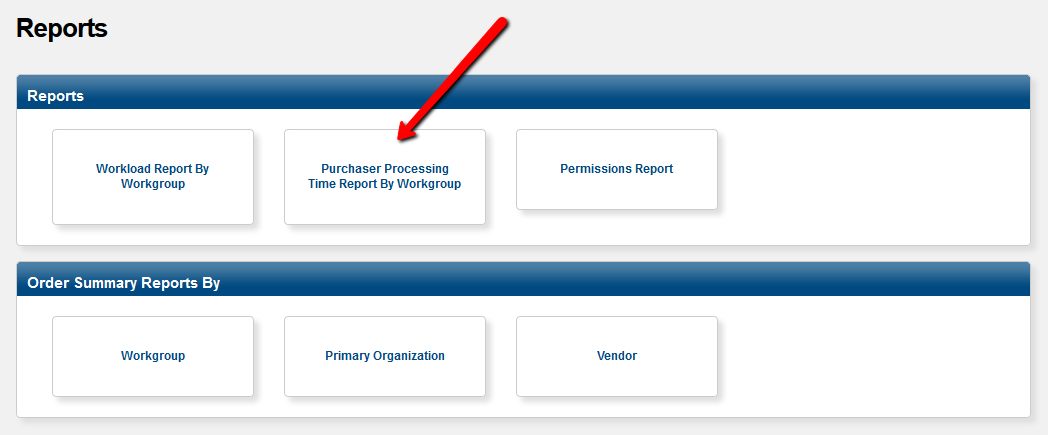 Reports
Reports
Workload Report By
Workgroup
Purchaser Processing
Time Report By Workgroup
Permissions Report
Order Summary Reports By
Workgroup
Primary Organization
Vendor